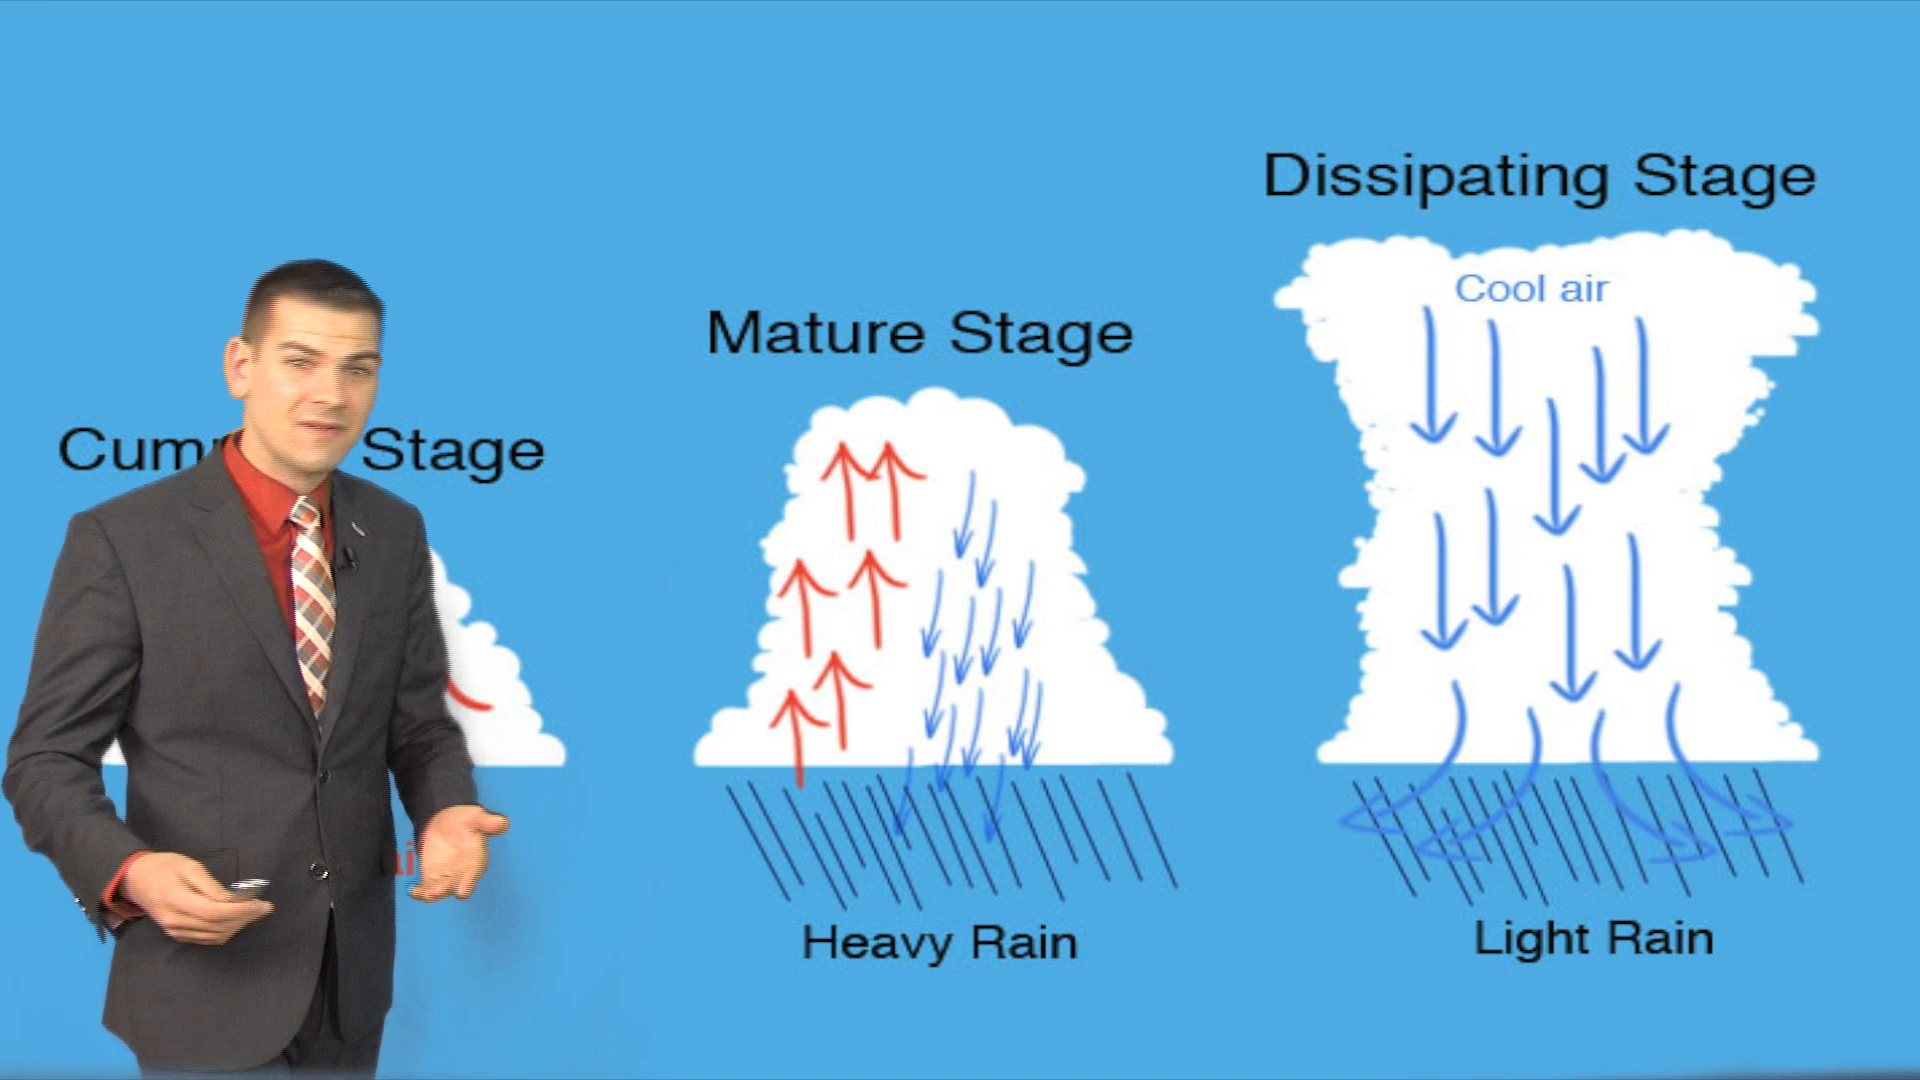 Dissipating Stage
Cool air
Mature Stage
Stage
Heavy Rain
Light Rain